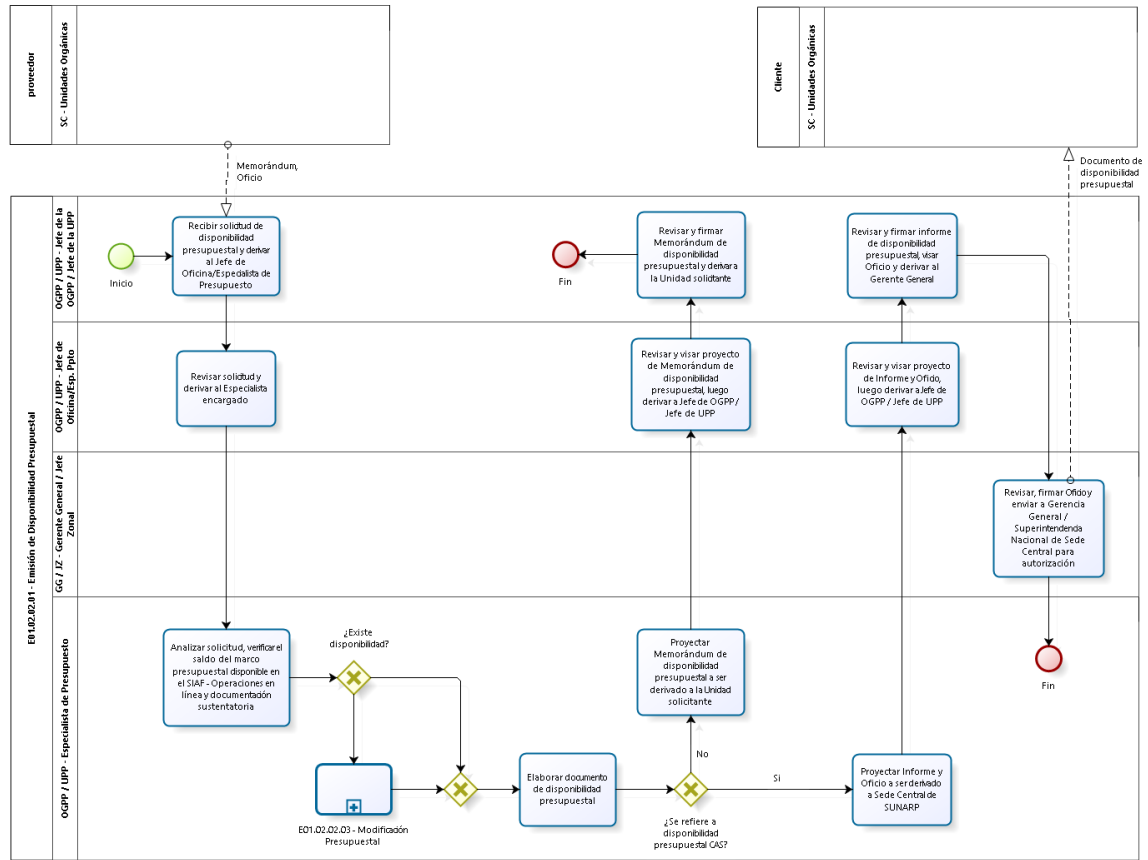 proveedor
SC - Unidades Orgánicas
Cliente
SC - Unidades Orgánicas
Memorándum,
Oficio
Documento de
disponibilidad
presupuestal
E01.02.02.01 - Emisión de Disponibilidad Presupuestal
OGPP / UPP - Jefe de la
OGPP / Jefe de la UPP
Inicio
Recibir solicitud de
disponibilidad
presupuestal y derivar
al Jefe de
Oficina/Especialista de
Presupuesto
Fin
Revisar y firmar
Memorándum de
disponibilidad
presupuestal y derivar a
la Unidad solicitante
Revisar y firmar informe
de disponibilidad
presupuestal, visar
Oficio y derivar al
Gerente General
OGPP / UPP - Jefe de
Oficina/Esp. Ppto
Revisar solicitud y
derivar al Especialista
encargado
Revisar y visar proyecto
de Memorándum de
disponibilidad
presupuestal, luego
derivar a Jefe de OGPP /
Jefe de UPP
Revisar y visar proyecto
de Informe y Oficio,
luego derivar a Jefe de
OGPP / Jefe de UPP
GG / JZ - Gerente General / Jefe
Zonal
Revisar, firmar Oficio y
enviar a Gerencia
General /
Superintendencia
Nacional de Sede
Central para
autorización
OGPP / UPP - Especialista de Presupuesto
Analizar solicitud, verificar el
saldo del marco
presupuestal disponible en
el SIAF - Operaciones en
línea y documentación
sustentatoria
¿Existe
disponibilidad?
E01.02.02.03 - Modificación
Presupuestal
Elaborar documento
de disponibilidad
presupuestal
Proyectar
Memorándum de
disponibilidad
presupuestal a ser
derivado a la Unidad
solicitante
No
Si
¿Se refiere a
disponibilidad
presupuestal CAS?
Proyectar Informe y
Oficio a ser derivado
a Sede Central de
SUNARP
Fin